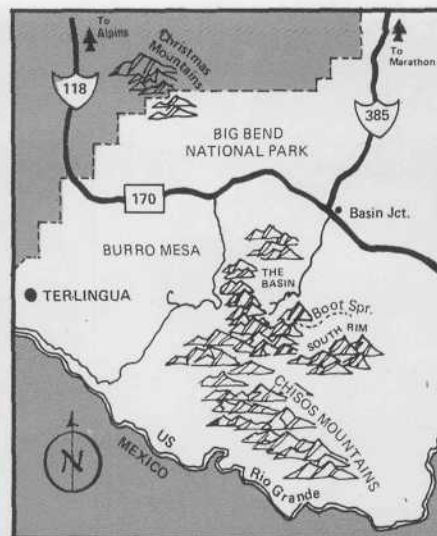 To
Alpins
Christmas
Mountains
To
Marathon
118
385
BIG BEND
NATIONAL PARK
170
Basin Jct.
BURRO MESA
THE
BASIN
TERLINGUA
Boot Spr.
SOUTH RIM
CHISOS MOUNTAINS
US
MEXICO
Rio Grande
N